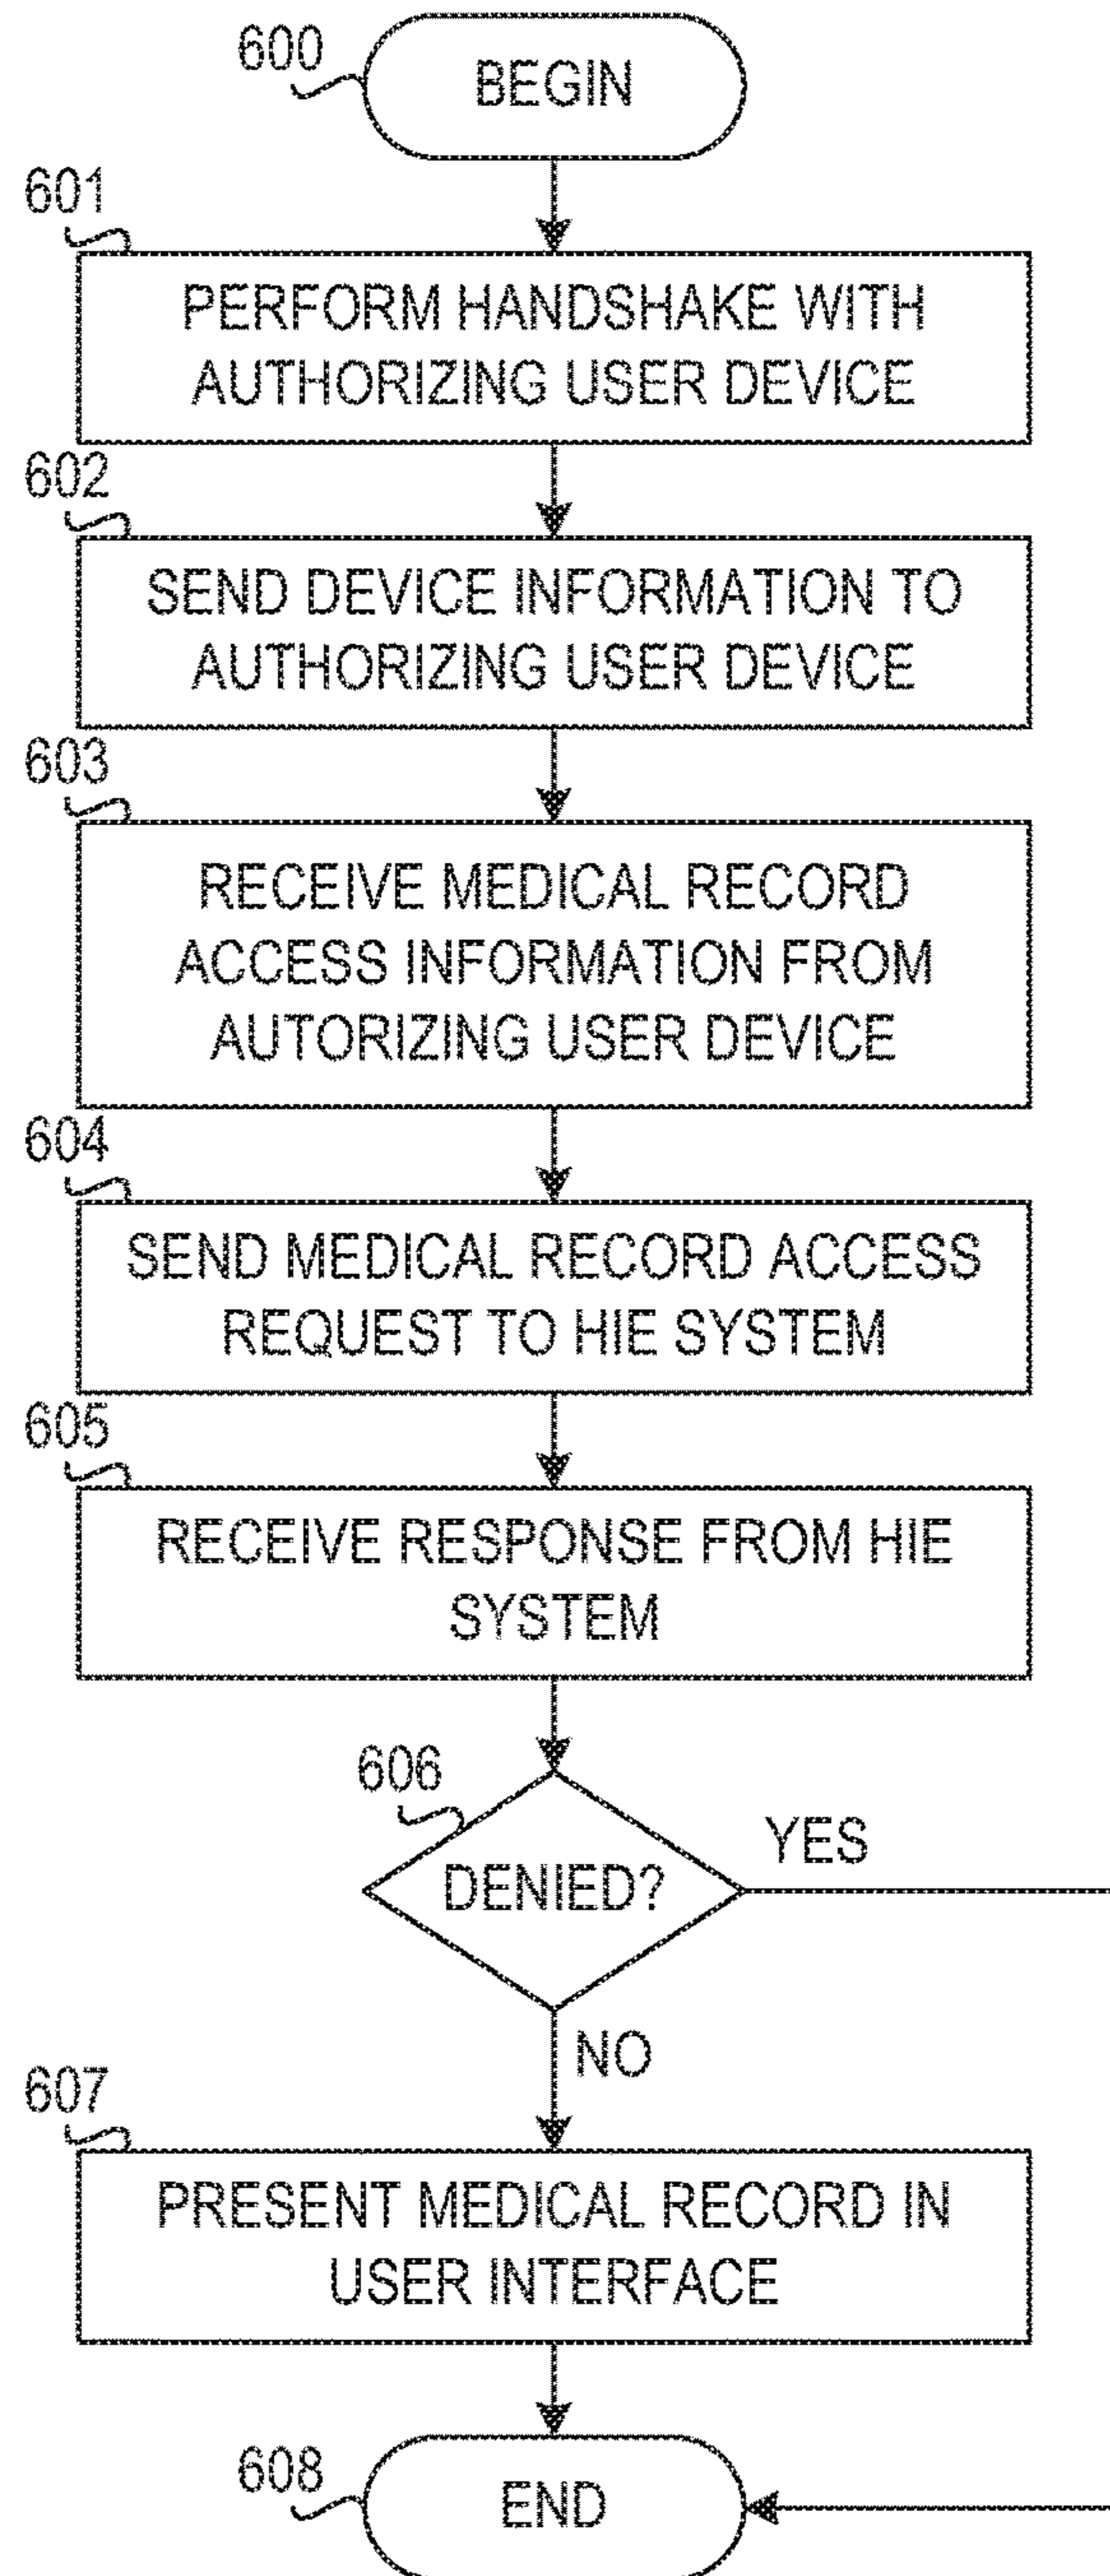 600
BEGIN
601
PERFORM HANDSHAKE WITH
AUTHORIZING USER DEVICE
602
SEND DEVICE INFORMATION TO
AUTHORIZING USER DEVICE
603
RECEIVE MEDICAL RECORD
ACCESS INFORMATION FROM
AUTORIZING USER DEVICE
604
SEND MEDICAL RECORD ACCESS
REQUEST TO HIE SYSTEM
605
RECEIVE RESPONSE FROM HIE
SYSTEM
606
DENIED?
YES
NO
607
PRESENT MEDICAL RECORD IN
USER INTERFACE
608
END